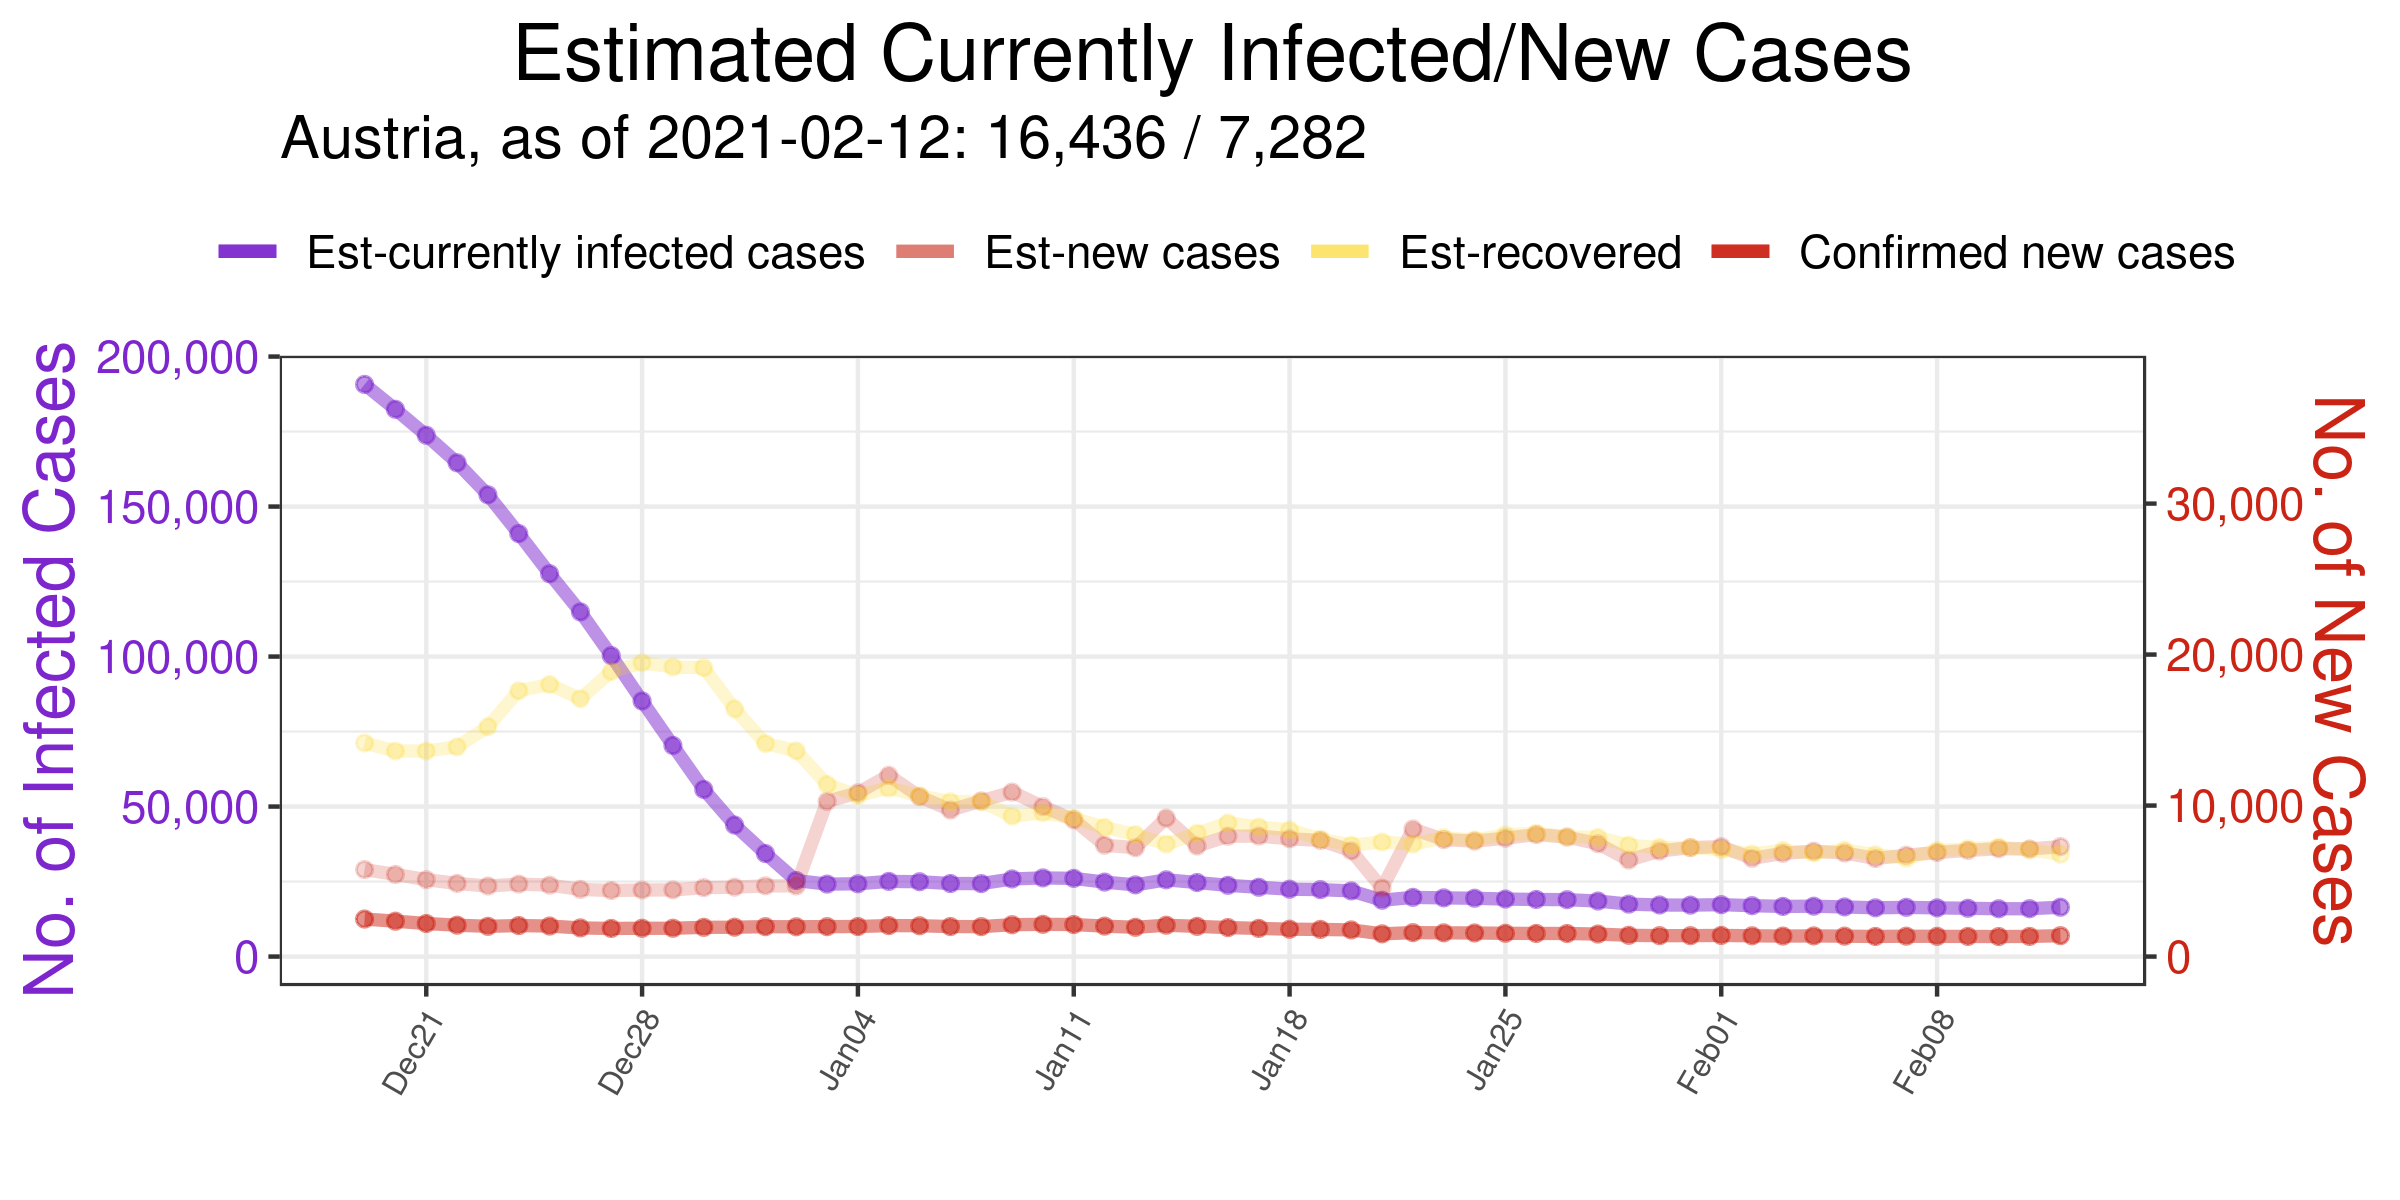 Estimated Currently Infected/New Cases
Austria, as of 2021-02-12: 16,436 / 7,282
Est-currently infected cases
Est-new cases
Est-recovered
Confirmed new cases
No. of Infected Cases
200,000
150,000
100,000
50,000
0
30,000
20,000
10,000
0
No. of New Cases
Dec21
Dec28
Jan04
Jan11
Jan18
Jan25
Feb01
Feb08